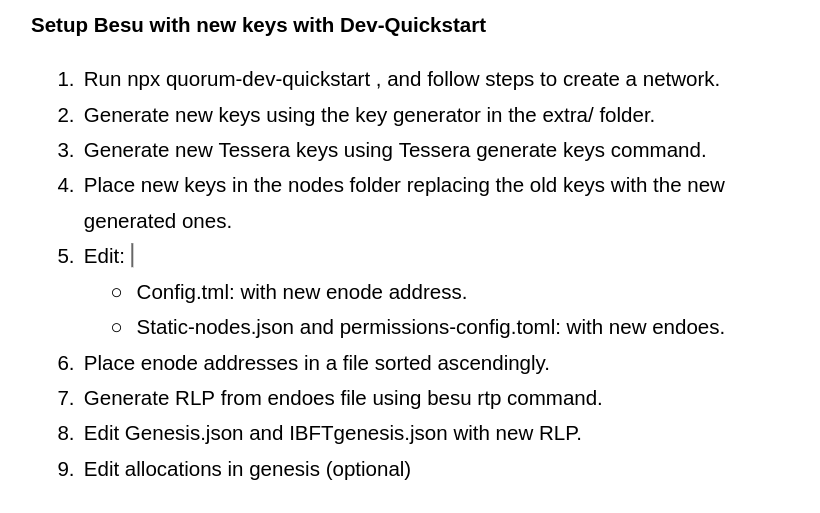 Setup Besu with new keys with Dev-Quickstart
1. Run npx quorum-dev-quickstart , and follow steps to create a network.
2. Generate new keys using the key generator in the extra/ folder.
3. Generate new Tessera keys using Tessera generate keys command.
4. Place new keys in the nodes folder replacing the old keys with the new
generated ones.
5. Edit:
○ Config.tml: with new enode address.
○ Static-nodes.json and permissions-config.toml: with new endoes.
6. Place enode addresses in a file sorted ascendingly.
7. Generate RLP from endoes file using besu rtp command.
8. Edit Genesis.json and IBFTgenesis.json with new RLP.
9. Edit allocations in genesis (optional)